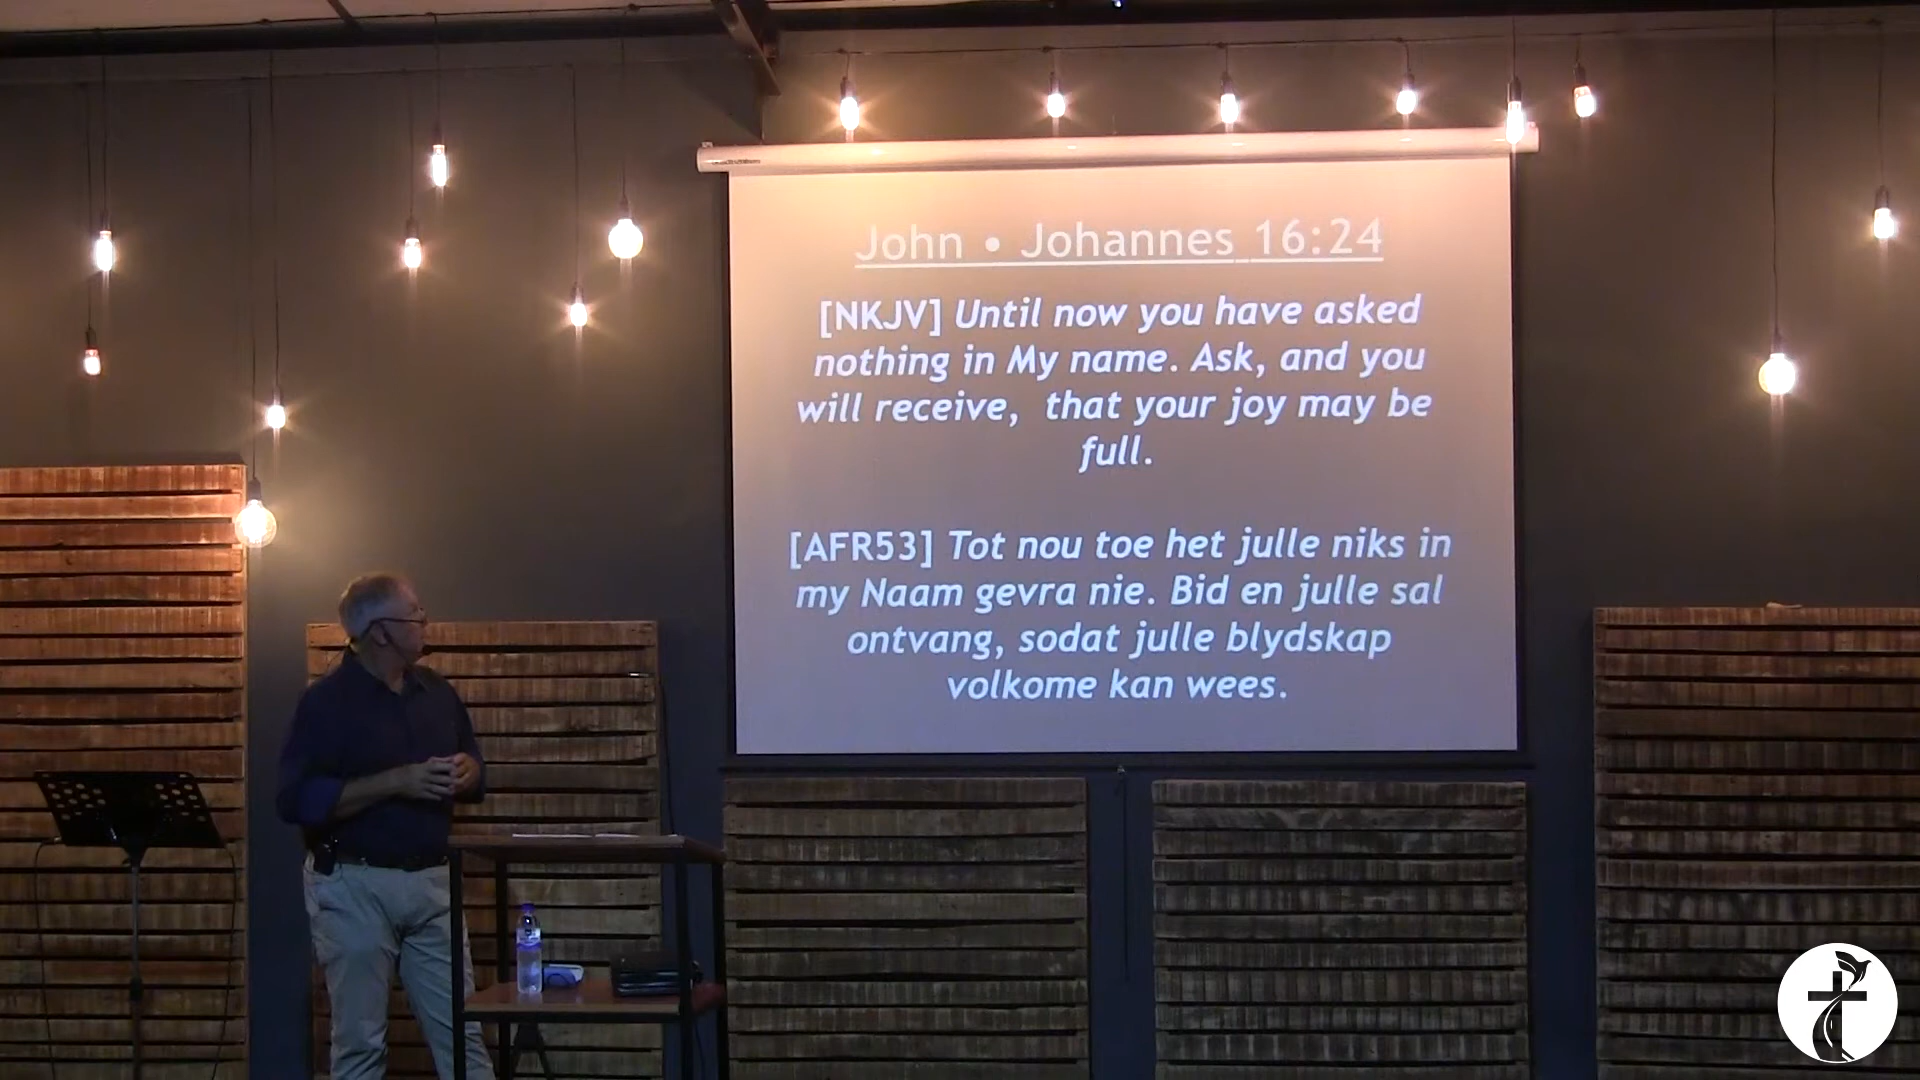 John • Johannes 16:24
[NKJV] Until now you have asked
nothing in My name. Ask, and you
will receive, that your joy may be
full.
[AFR53] Tot nou toe het julle niks in
my Naam gevra nie. Bid en julle sal
ontvang, sodat julle blydskap
volkome kan wees.